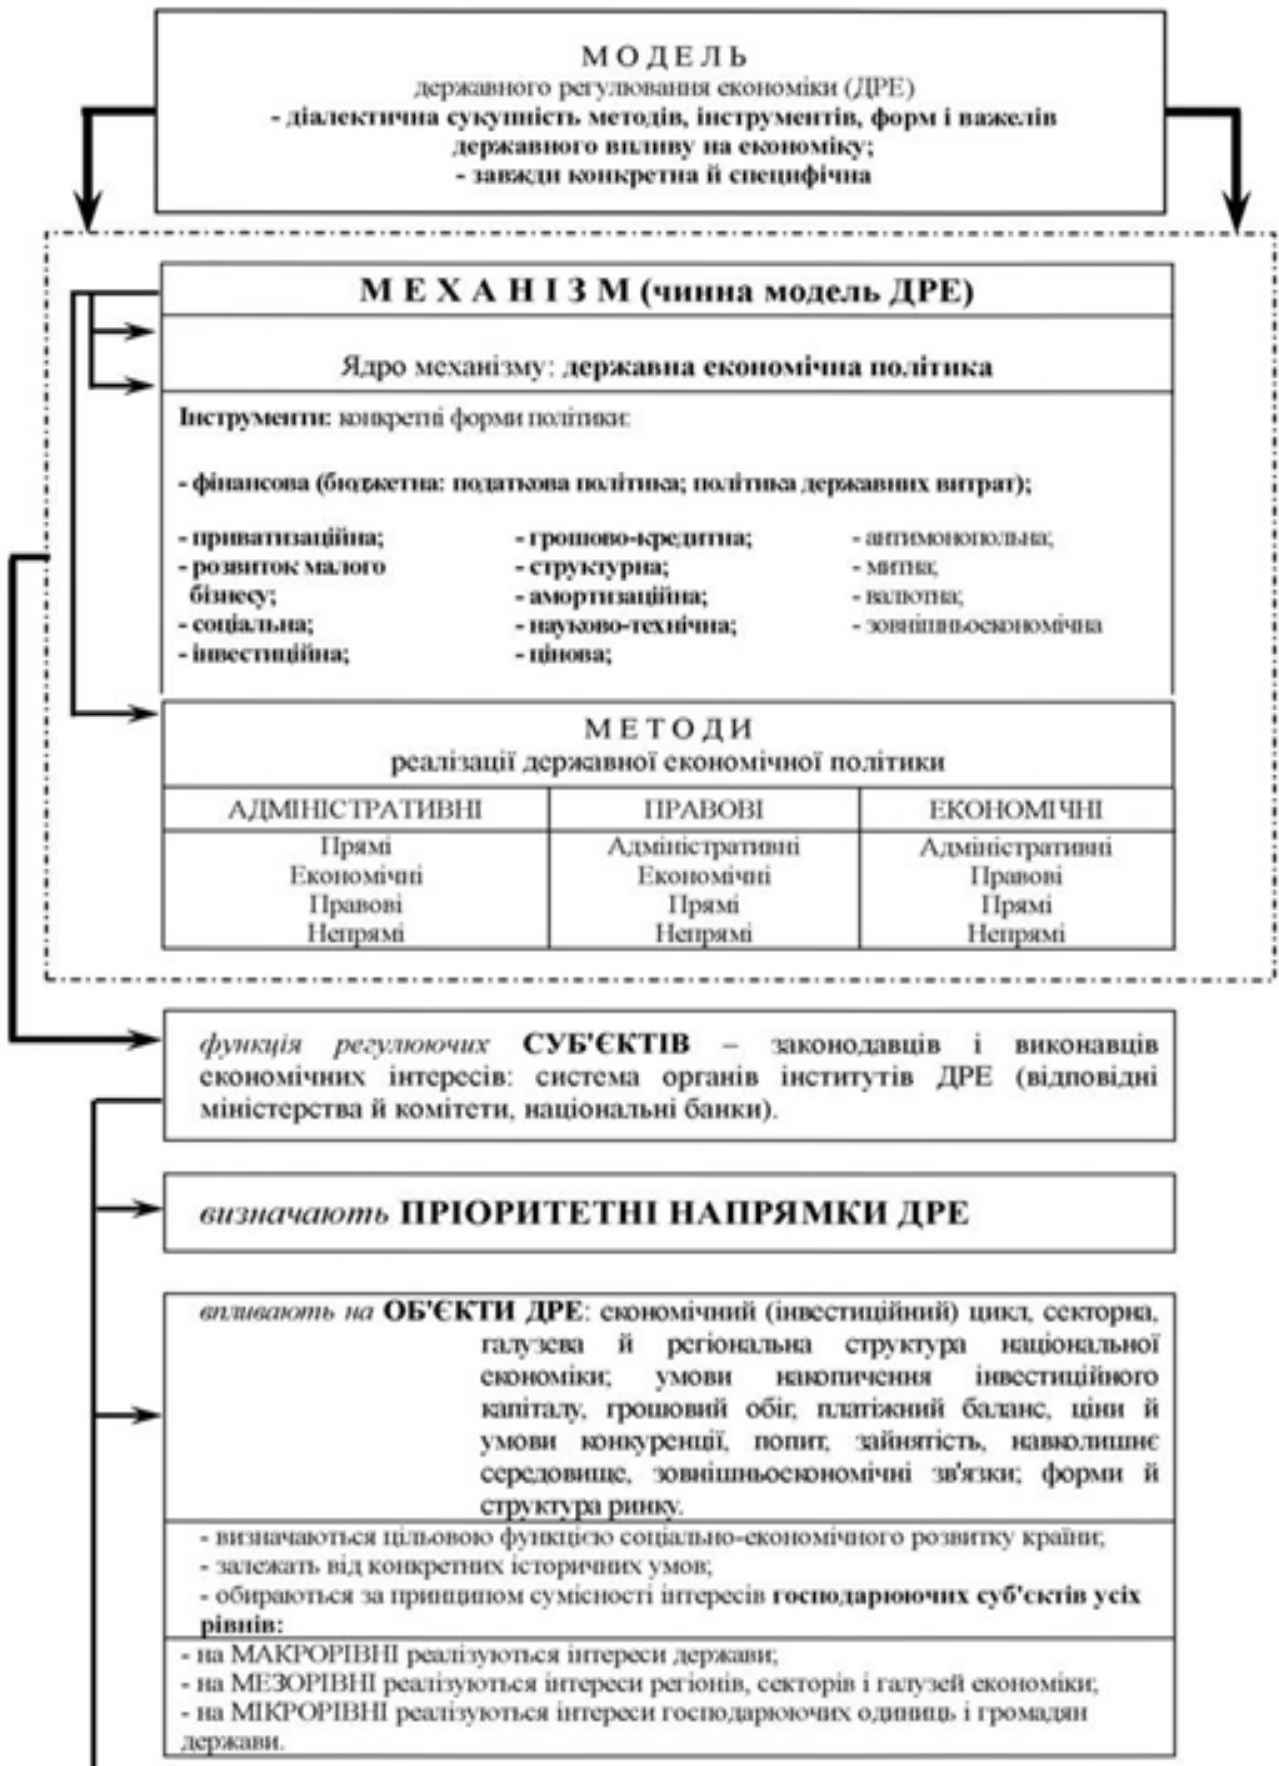 МОДЕЛЬ
державного регулювання економіки (ДРЕ)
- діалектична сукупність методів, інструментів, форм і важелів
державного впливу на економіку;
- завжди конкретна й специфічна
МЕХАНІЗМ (чинна модель ДРЕ)
Ядро механізму: державна економічна політика
Інструменти: конкретні форми політики:
- фінансова (бюджетна: податкова політика; політика державних витрат);
- приватизаційна;
- розвиток малого
бізнесу;
- соціальна;
- інвестиційна;
- грошово-кредитна;
- структурна;
- амортизаційна;
- науково-технічна;
- цінова;
- антимонопольна;
- митна;
- валютна;
- зовнішньоекономічна
МЕТОДИ
реалізації державної економічної політики
АДМІНІСТРАТИВНІ
Прямі
Економічні
Правові
Непрямі
ПРАВОВІ
Адміністративні
Економічні
Прямі
Непрямі
ЕКОНОМІЧНІ
Адміністративні
Правові
Прямі
Непрямі
функція регулюючих СУБ'ЄКТІВ – законодавців і виконавців
економічних інтересів: система органів інститутів ДРЕ (відповідні
міністерства й комітети, національні банки).
визначають ПРІОРИТЕТНІ НАПРЯМКИ ДРЕ
впливають на ОБ'ЄКТИ ДРЕ: економічний (інвестиційний) цикл, секторна,
галузева й регіональна структура національної
економіки; умови накопичення інвестиційного
капіталу, грошовий обіг, платіжний баланс, ціни й
умови конкуренції, попит, зайнятість, навколишнє
середовище, зовнішньоекономічні зв'язки; форми й
структура ринку.
- визначаються цільовою функцією соціально-економічного розвитку країни;
- залежать від конкретних історичних умов;
- обираються за принципом сумісності інтересів господарюючих суб'єктів усіх
рівнів:
- на МАКРОРІВНІ реалізуються інтереси держави;
- на МЕЗОРІВНІ реалізуються інтереси регіонів, секторів і галузей економіки;
- на МІКРОРІВНІ реалізуються інтереси господарюючих одиниць і громадян
держави.